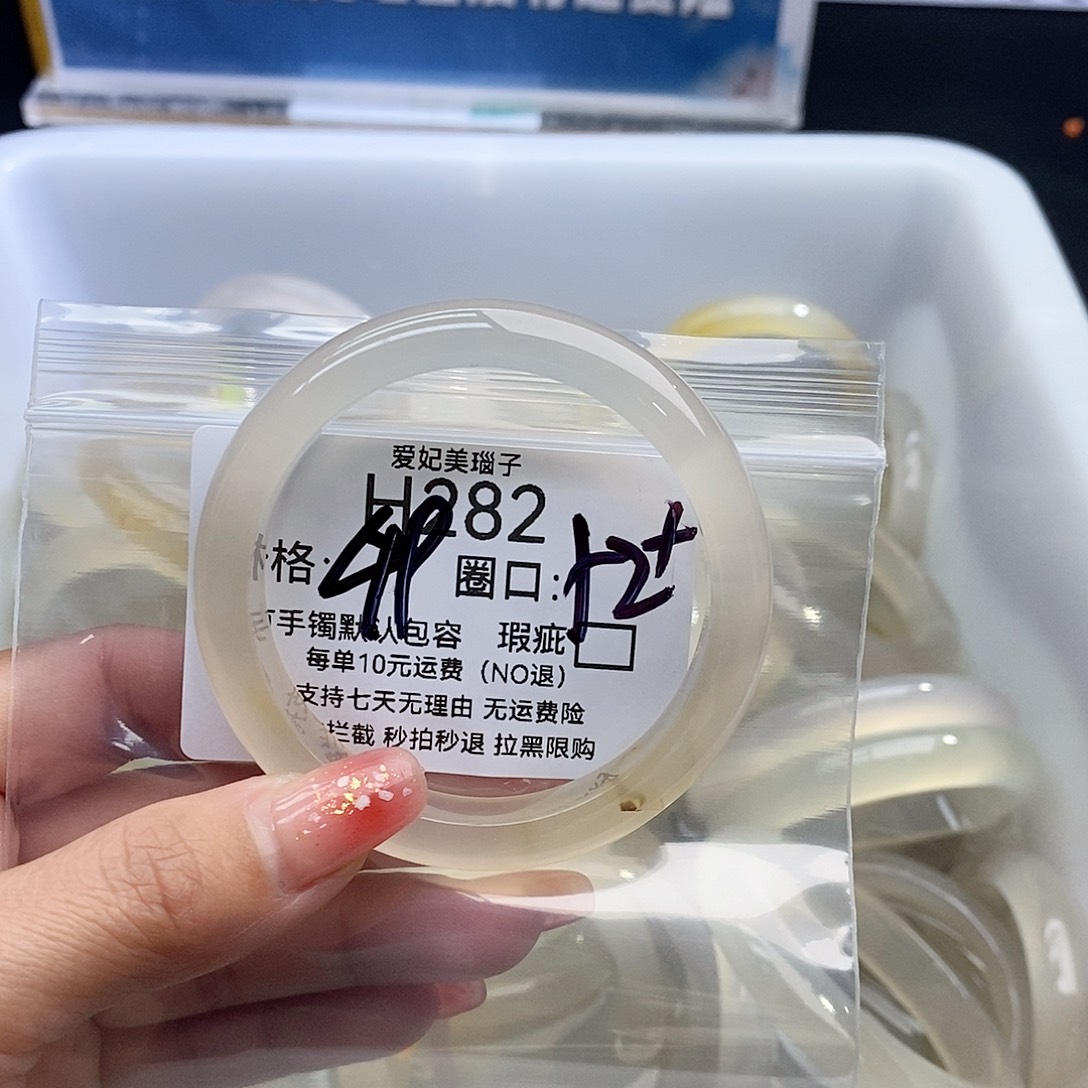 爱妃美瑙子
H282
格: 圈口:52+
手镯默认包容 瑕疵
每单10元运费（NO退）
支持七天无理由 无运费险
拦截 秒拍秒退 拉黑限购